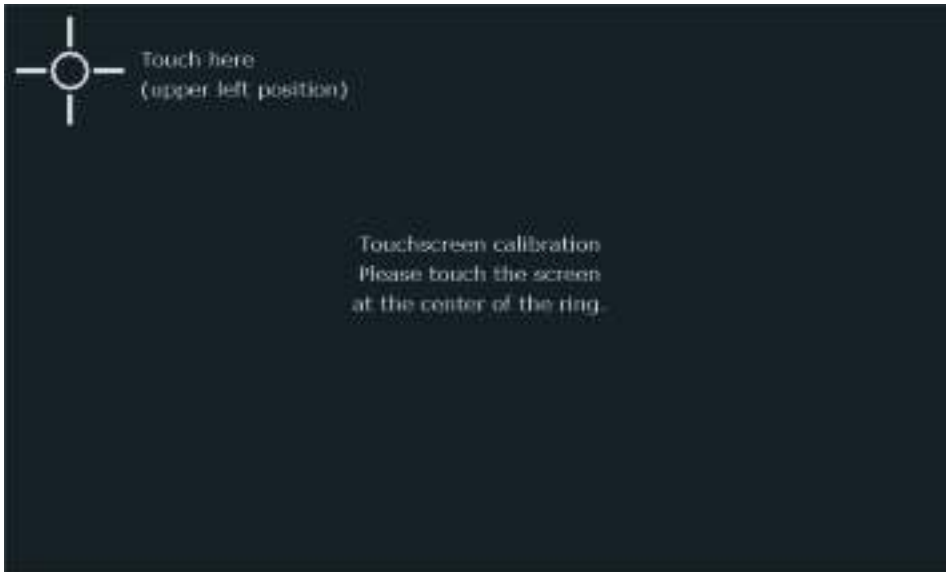 Touch here
(upper left position)
Touchscreen calibration
Please touch the screen
at the center of the ring.